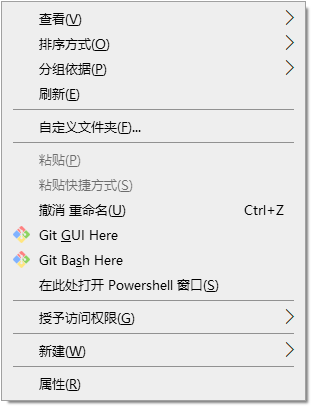 查看(V)
排序方式(O)
分组依据(P)
刷新(E)
自定义文件夹(F)...
粘贴(P)
粘贴快捷方式(S)
撤消 重命名(U) Ctrl+Z
Git GUI Here
Git Bash Here
在此处打开 Powershell 窗口(S)
授予访问权限(G)
新建(W)
属性(R)